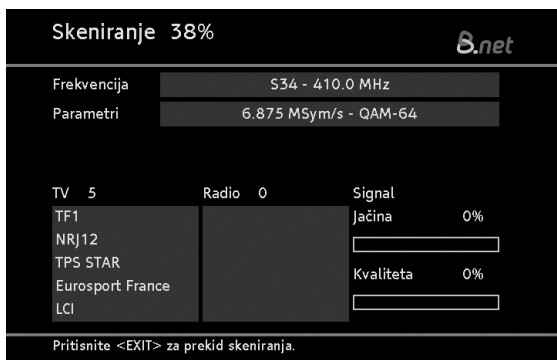 Skeniranje 38%
B.net
Frekvencija S34 - 410.0 MHz
Parametri 6.875 MSym/s - QAM-64
TV 5 Radio 0 Signal
TF1
NRJ12
TPS STAR
Eurosport France
LCI
Jačina 0%
Kvaliteta 0%
Pritisnite <EXIT> za prekid skeniranja.